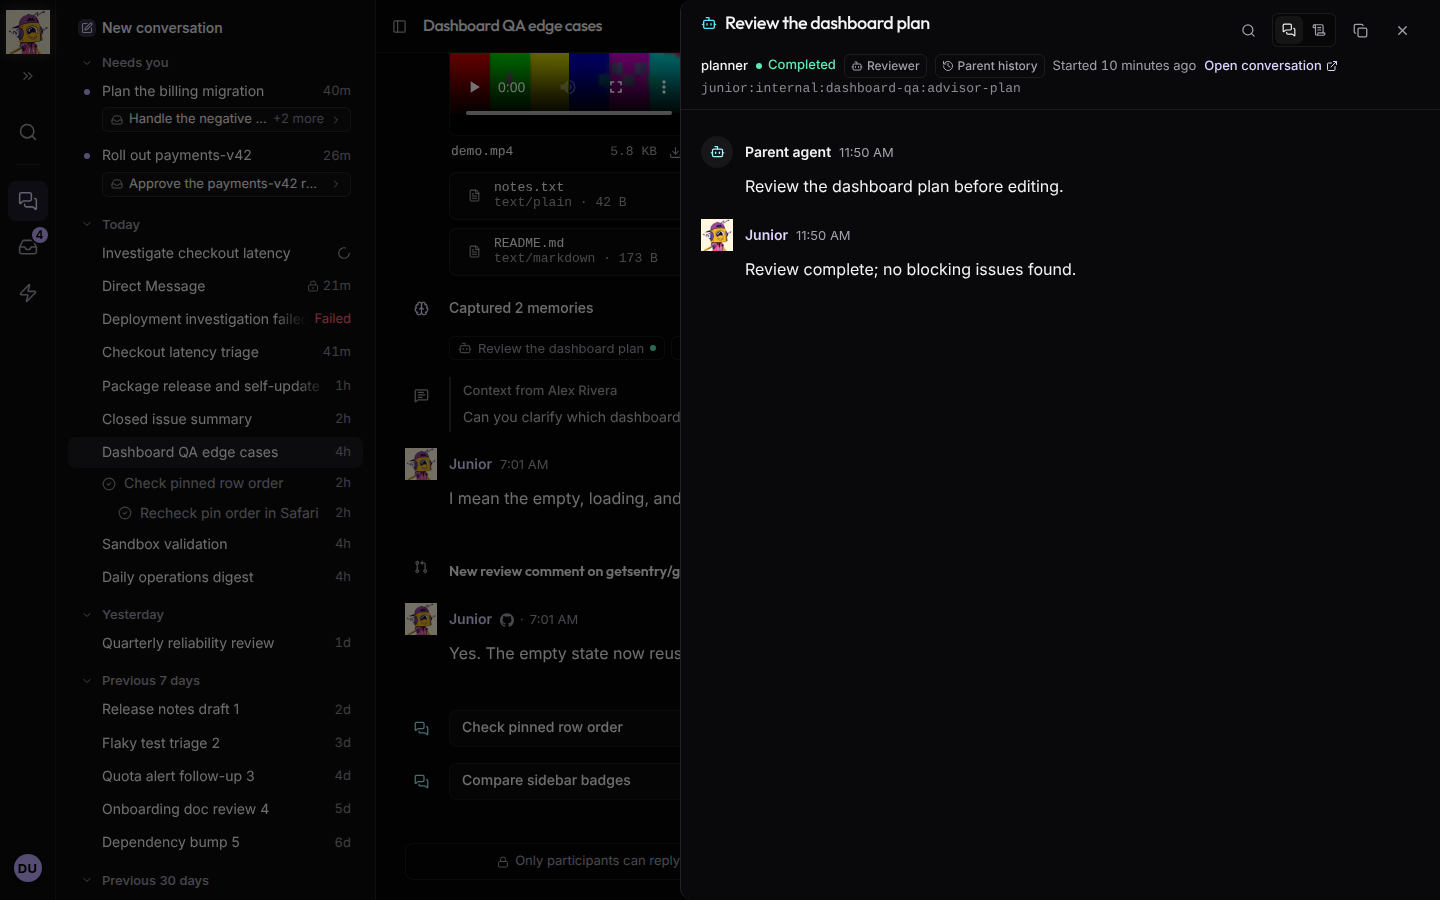 New conversation
Needs you
Plan the billing migration 40m
Handle the negative ... +2 more
Roll out payments-v42 26m
Approve the payments-v42 r...
Today
4
Investigate checkout latency
Direct Message 21m
Deployment investigation failed Failed
Checkout latency triage 41m
Package release and self-update 1h
Closed issue summary 2h
Dashboard QA edge cases 4h
Check pinned row order 2h
Recheck pin order in Safari 2h
Sandbox validation 4h
Daily operations digest 4h
Yesterday
Quarterly reliability review 1d
Previous 7 days
Release notes draft 1 2d
Flaky test triage 2 3d
Quota alert follow-up 3 4d
Onboarding doc review 4 5d
Dependency bump 5 6d
Previous 30 days
DU
Dashboard QA edge cases
0:00
demo.mp4 5.8 KB
notes.txt
text/plain · 42 B
README.md
text/markdown · 173 B
Captured 2 memories
Review the dashboard plan
Context from Alex Rivera
Can you clarify which dashboard
Junior 7:01 AM
I mean the empty, loading, and
New review comment on getsentry/g
Junior · 7:01 AM
Yes. The empty state now reus
Check pinned row order
Compare sidebar badges
Only participants can reply
Review the dashboard plan
planner Completed Reviewer Parent history Started 10 minutes ago Open conversation
junior:internal:dashboard-qa:advisor-plan
Parent agent 11:50 AM
Review the dashboard plan before editing.
Junior 11:50 AM
Review complete; no blocking issues found.